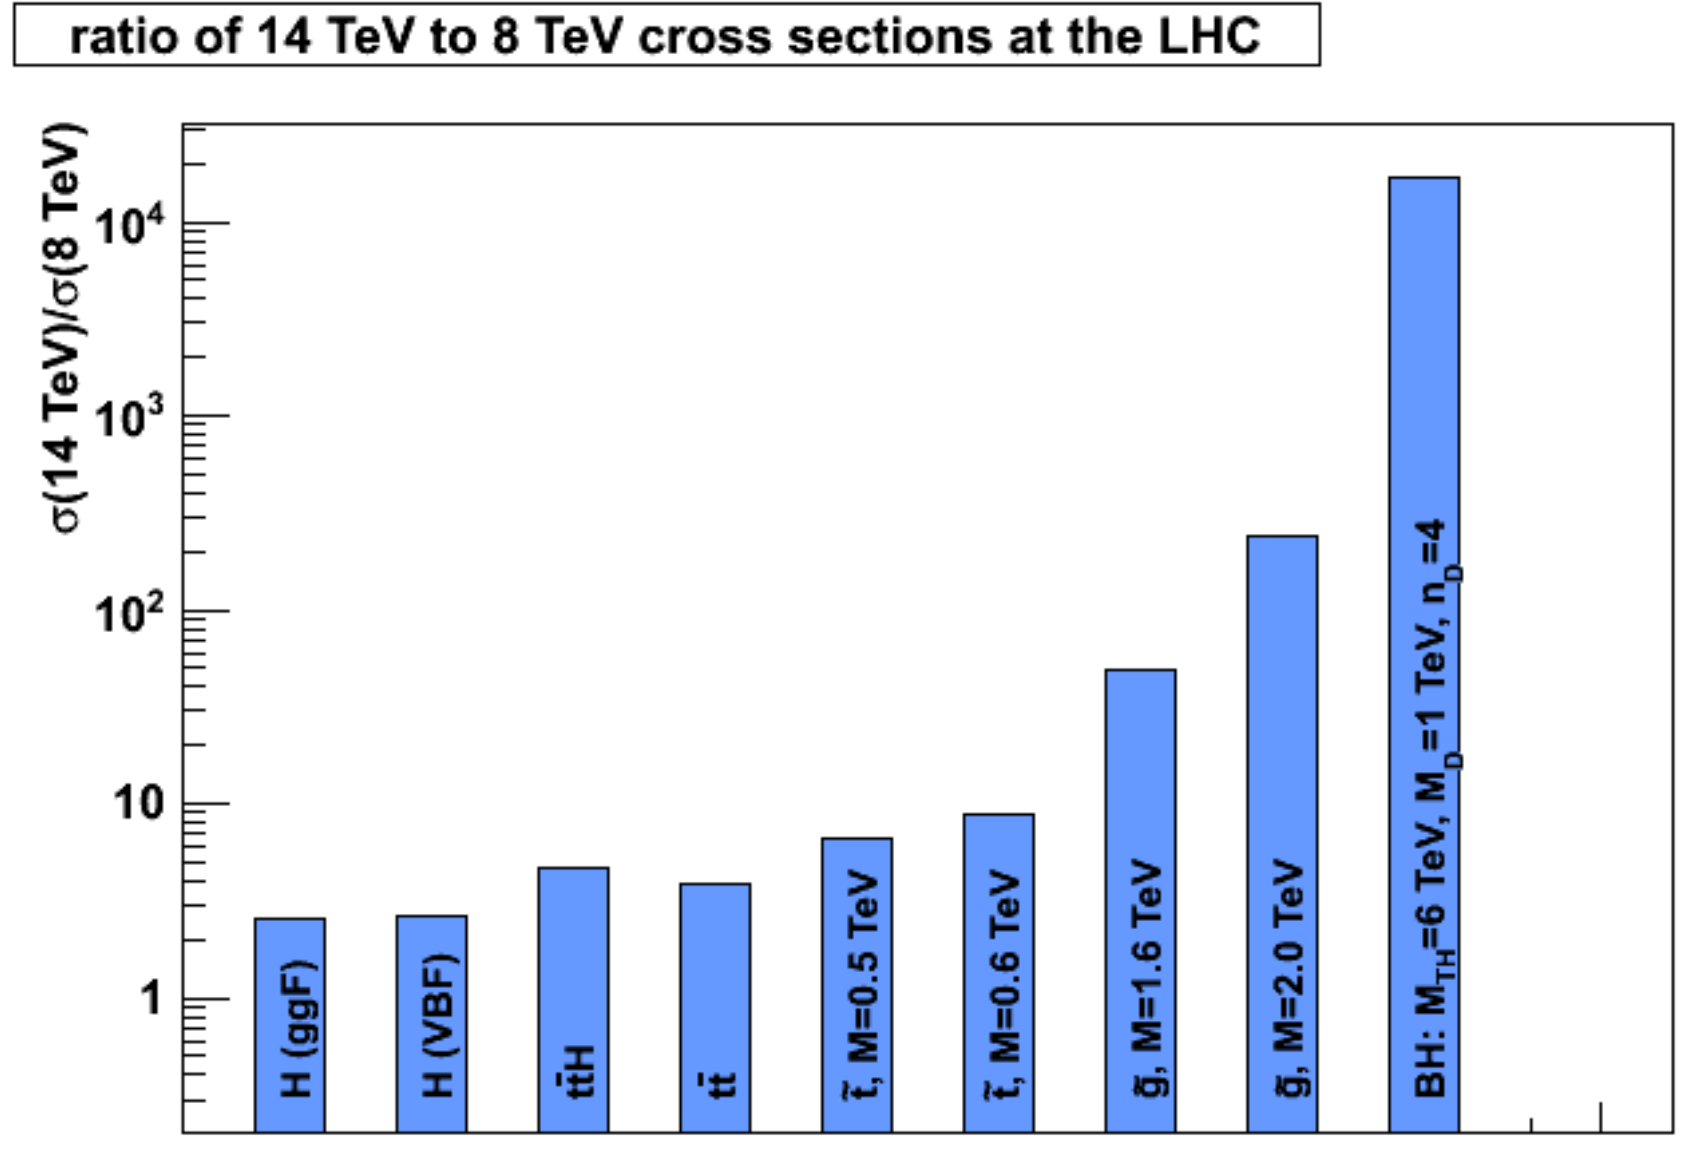 ratio of 14 TeV to 8 TeV cross sections at the LHC
σ(14 TeV)/σ(8 TeV)
10⁴
10³
10²
10
1
H (ggF)
H (VBF)
tt̄H
tt̄
t̃, M=0.5 TeV
t̃, M=0.6 TeV
g̃, M=1.6 TeV
g̃, M=2.0 TeV
BH: M_TH=6 TeV, M_D=1 TeV, n_D=4